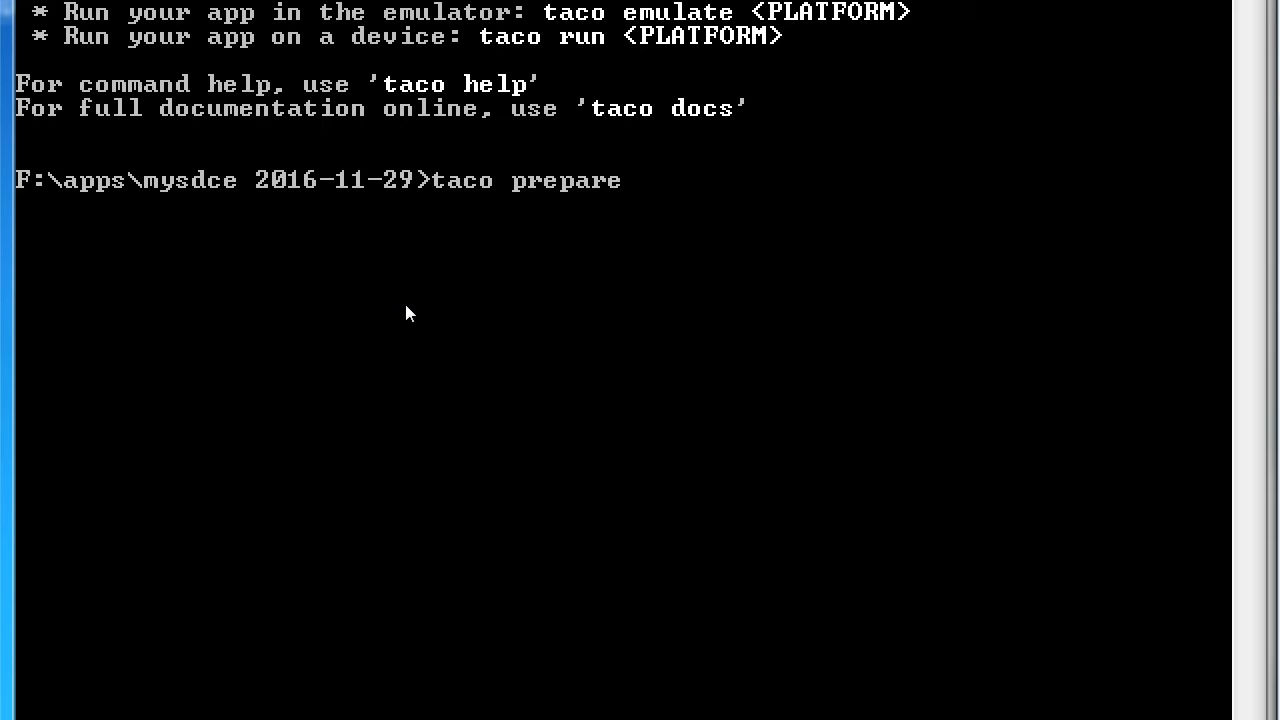 * Run your app in the emulator: taco emulate <PLATFORM>
* Run your app on a device: taco run <PLATFORM>
For command help, use 'taco help'
For full documentation online, use 'taco docs'
F:\apps\mysdce 2016-11-29>taco prepare